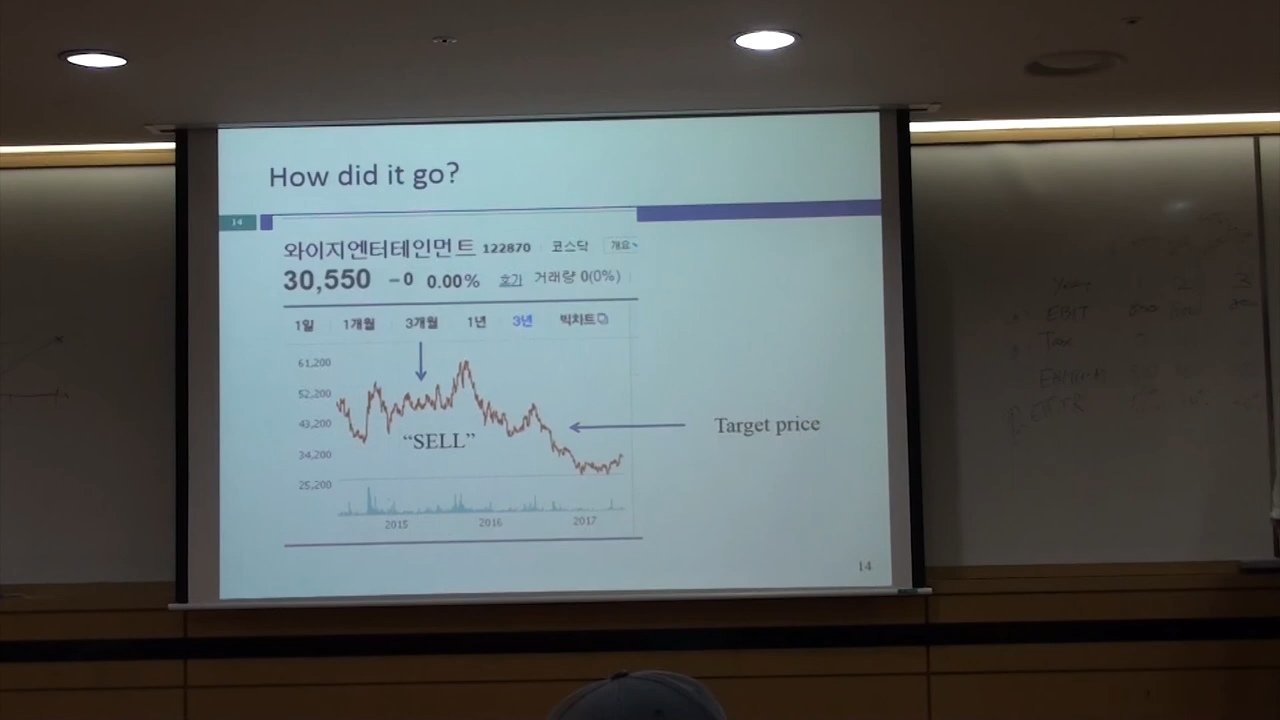 How did it go?
14
와이지엔터테인먼트 122870 코스닥 개요
30,550 -0 0.00% 호가 거래량 0(0%)
1일 1개월 3개월 1년 3년 빅차트
61,200
52,200
43,200
34,200
25,200
“SELL”
Target price
2015 2016 2017
14
Year
EBIT
Tax